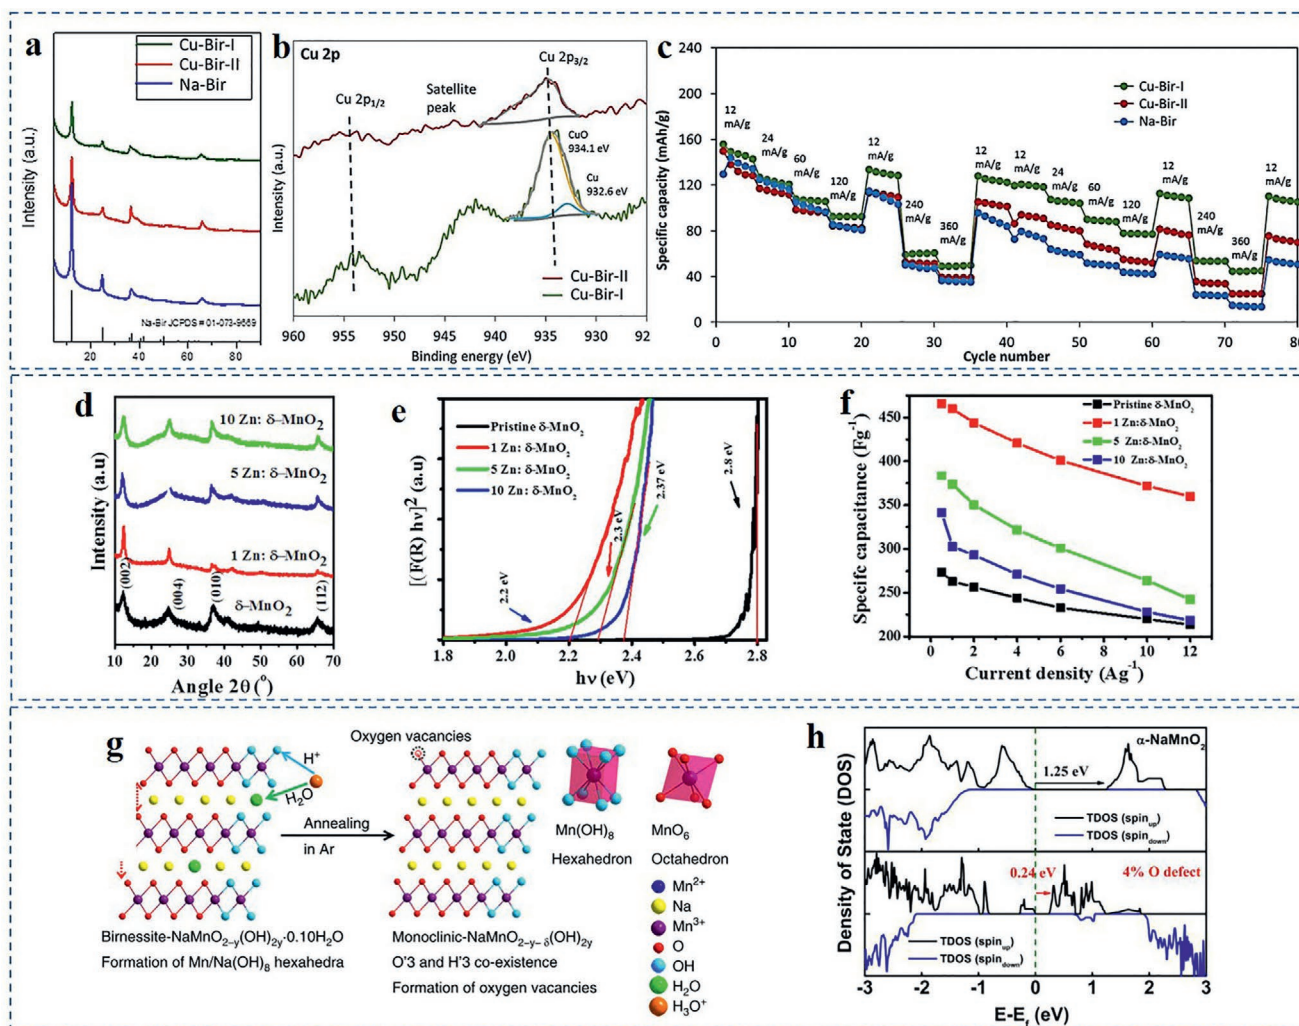 a
Cu-Bir-I
Cu-Bir-II
Na-Bir
Intensity (a.u.)
Na-Bir JCPDS # 01-073-9669
20 40 60 80
b
Cu 2p
Cu 2p3/2
Cu 2p1/2
Satellite
peak
CuO
934.1 eV
Cu
932.6 eV
Intensity (a.u.)
Cu-Bir-II
Cu-Bir-I
960 955 950 945 940 935 930 925 920
Binding energy (eV)
c
Specific capacity (mAh/g)
240
200
160
120
80
40
0
Cu-Bir-I
Cu-Bir-II
Na-Bir
12
mA/g
24
mA/g
60
mA/g
120
mA/g
12
mA/g
240
mA/g
360
mA/g
12
mA/g
12
mA/g
24
mA/g
60
mA/g
120
mA/g
12
mA/g
240
mA/g
360
mA/g
12
mA/g
0 10 20 30 40 50 60 70 80
Cycle number
d
Intensity (a.u)
10 Zn: δ–MnO2
5 Zn: δ–MnO2
1 Zn: δ–MnO2
(002)
(004)
(010)
(112)
δ–MnO2
10 20 30 40 50 60 70
Angle 2θ (o)
e
[(F(R) hν]2 (a.u)
Pristine δ-MnO2
1 Zn: δ-MnO2
5 Zn: δ-MnO2
10 Zn: δ-MnO2
2.2 eV
2.3 eV
2.37 eV
2.8 eV
1.8 2.0 2.2 2.4 2.6 2.8
hν (eV)
f
Specifc capacitance (Fg-1)
450
400
350
300
250
200
Pristine δ-MnO2
1 Zn:δ-MnO2
5 Zn:δ-MnO2
10 Zn:δ-MnO2
0 2 4 6 8 10 12
Current density (Ag-1)
g
H+
H2O
Annealing
in Ar
Oxygen vacancies
Mn(OH)8
Hexahedron
MnO6
Octahedron
Mn2+
Na
Mn3+
O
OH
H2O
H3O+
Birnessite-NaMnO2-y(OH)2y·0.10H2O
Formation of Mn/Na(OH)8 hexahedra
Monoclinic-NaMnO2-y-δ(OH)2y
O'3 and H'3 co-existence
Formation of oxygen vacancies
h
Density of State (DOS)
α-NaMnO2
1.25 eV
TDOS (spinup)
TDOS (spindown)
0.24 eV
4% O defect
TDOS (spinup)
TDOS (spindown)
-3 -2 -1 0 1 2 3
E-Ef (eV)